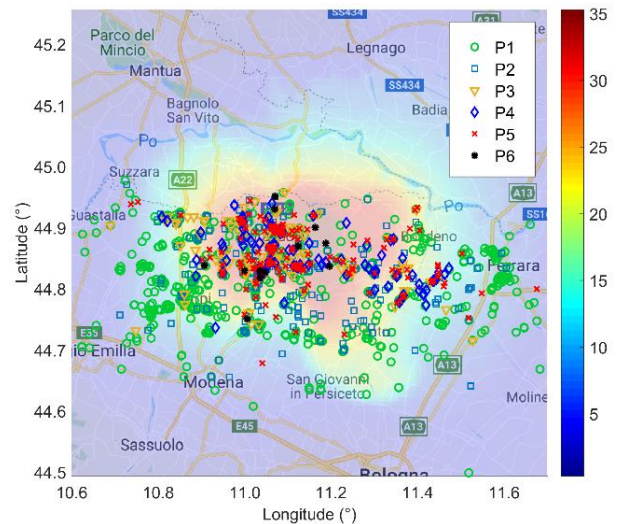 45.2
45.1
45.0
44.9
44.8
44.7
44.6
44.5
Latitude (°)
10.6
10.8
11.0
11.2
11.4
11.6
Longitude (°)
SS434
A31
Parco del
Mincio
Mantua
Legnago
SS434
Bagnolo
San Vito
Badia
Po
Suzzara
A22
A13
Guastalla
Po
SS16
E35
io Emilia
Modena
San Giovanni
in Persiceto
A13
Moline
E45
A13
Sassuolo
Bologna
P1
P2
P3
P4
P5
P6
35
30
25
20
15
10
5